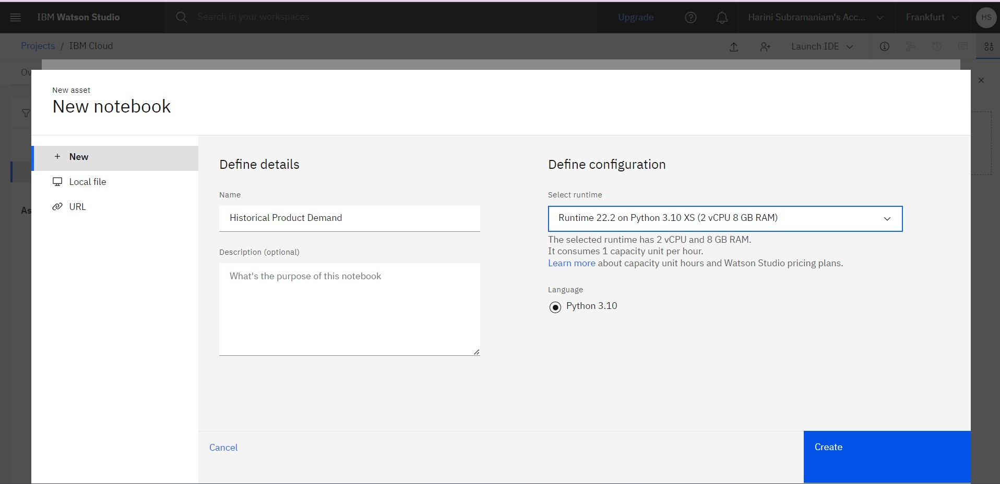 IBM Watson Studio
Search in your workspaces
Upgrade
Harini Subramaniam's Acc...
Frankfurt
HS
Projects / IBM Cloud
Launch IDE
Ov
New asset
New notebook
New
Local file
URL
As
Define details
Name
Historical Product Demand
Description (optional)
What's the purpose of this notebook
Define configuration
Select runtime
Runtime 22.2 on Python 3.10 XS (2 vCPU 8 GB RAM)
The selected runtime has 2 vCPU and 8 GB RAM.
It consumes 1 capacity unit per hour.
Learn more about capacity unit hours and Watson Studio pricing plans.
Language
Python 3.10
Cancel
Create